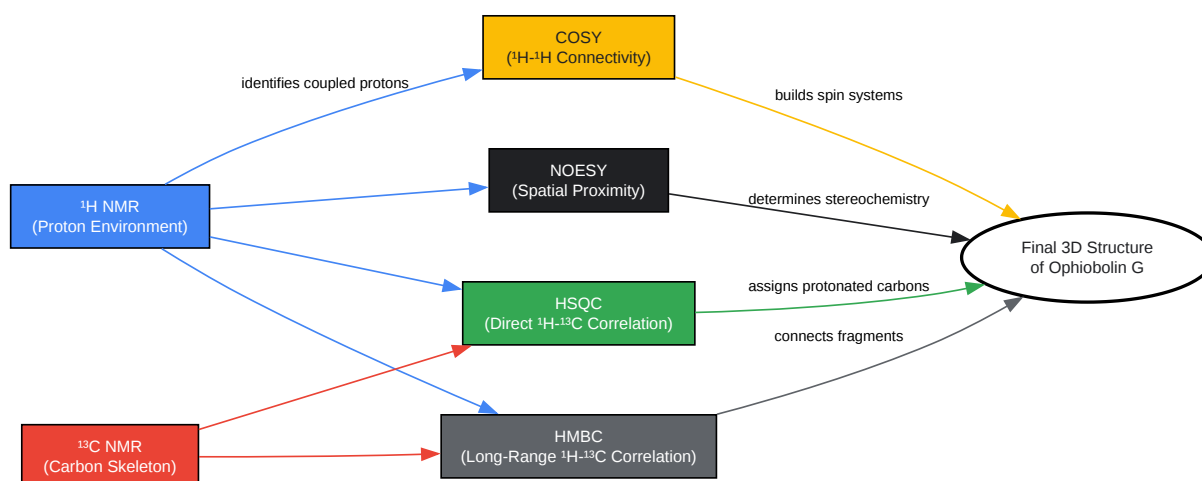 COSY
(¹H-¹H Connectivity)
identifies coupled protons
builds spin systems
NOESY
(Spatial Proximity)
¹H NMR
(Proton Environment)
determines stereochemistry
Final 3D Structure
of Ophiobolin G
HSQC
(Direct ¹H-¹³C Correlation)
assigns protonated carbons
connects fragments
¹³C NMR
(Carbon Skeleton)
HMBC
(Long-Range ¹H-¹³C Correlation)